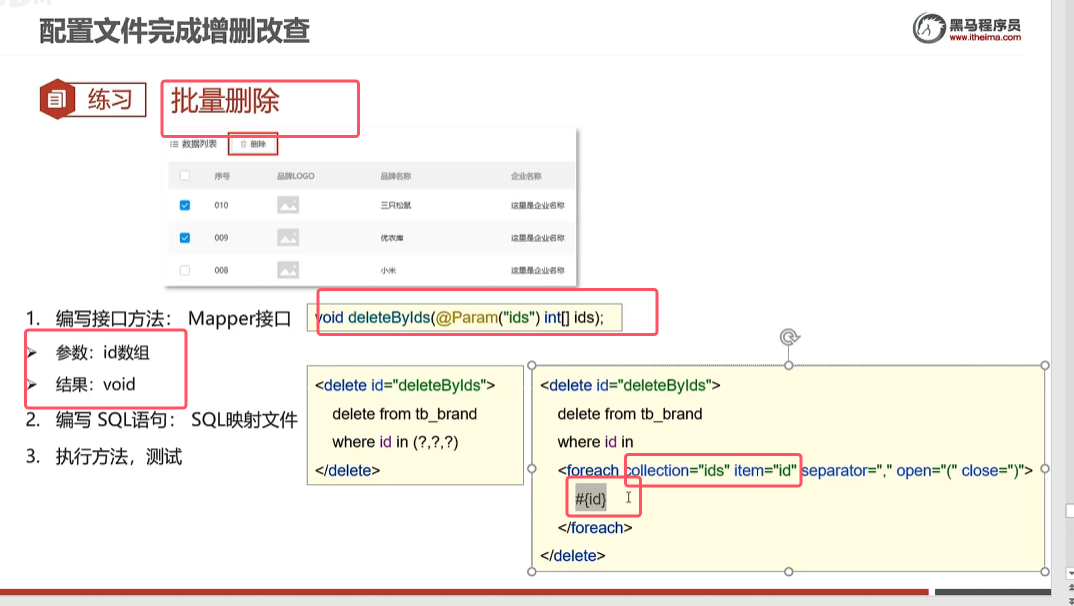 配置文件完成增删改查
黑马程序员
www.itheima.com
练习
批量删除
数据列表 删除
序号 品牌LOGO 品牌名称 企业名称
010 三只松鼠 这里是企业名称
009 优衣库 这里是企业名称
008 小米 这里是企业名称
1. 编写接口方法： Mapper接口
void deleteByIds(@Param("ids") int[] ids);
参数：id数组
结果：void
2. 编写 SQL语句： SQL映射文件
3. 执行方法，测试
<delete id="deleteByIds">
delete from tb_brand
where id in (?,?,?)
</delete>
<delete id="deleteByIds">
delete from tb_brand
where id in
<foreach collection="ids" item="id" separator="," open="(" close=")">
#{id}
</foreach>
</delete>